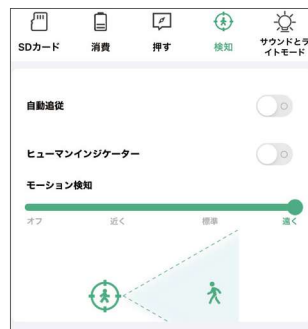 SDカード
消費
押す
検知
サウンドとラ
イトモード
自動追従
ヒューマンインジケーター
モーション検知
オフ
近く
標準
遠く